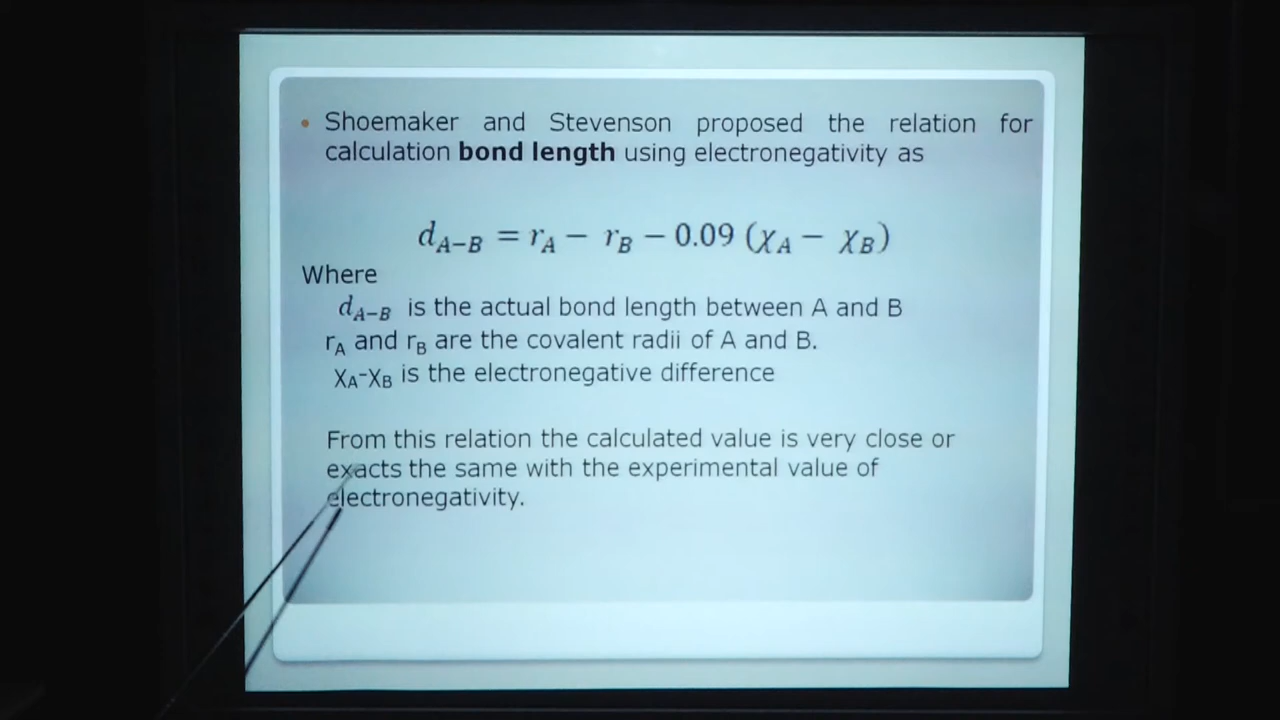 • Shoemaker and Stevenson proposed the relation for
calculation bond length using electronegativity as
d_{A−B} = r_A − r_B − 0.09 (χ_A − χ_B)
Where
d_{A−B} is the actual bond length between A and B
r_A and r_B are the covalent radii of A and B.
χ_A-χ_B is the electronegative difference
From this relation the calculated value is very close or
exacts the same with the experimental value of
electronegativity.